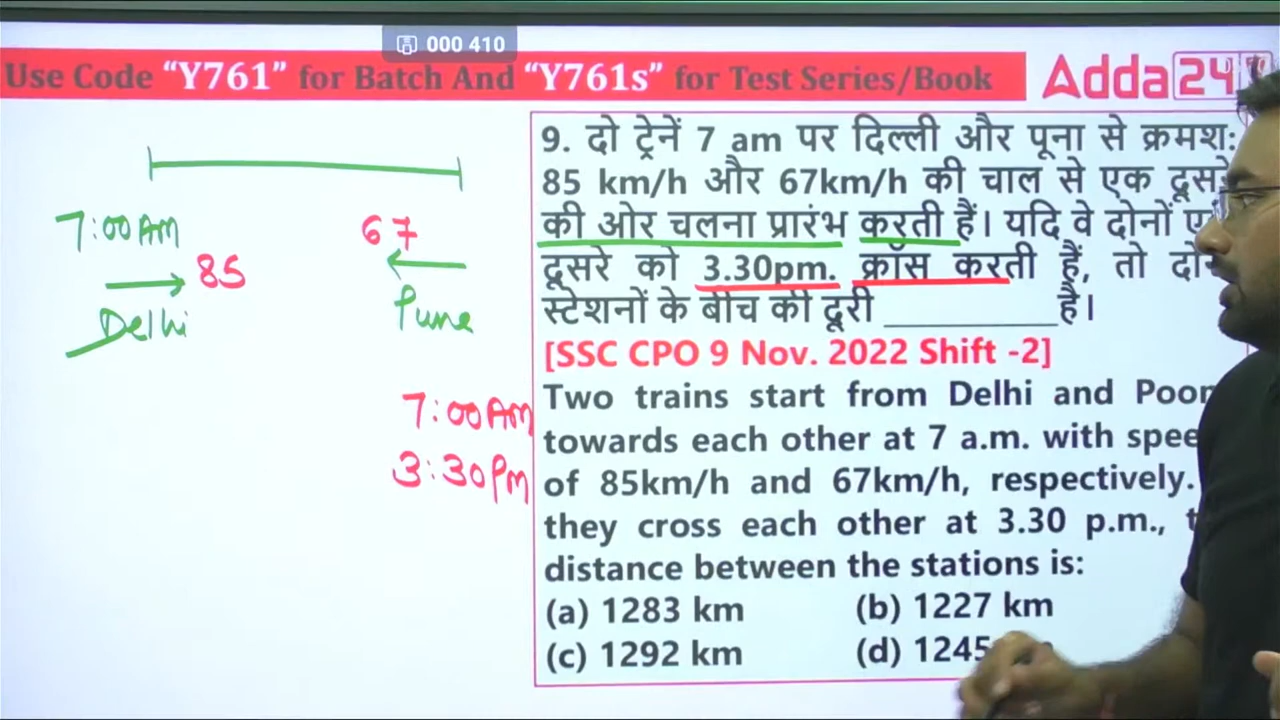 000 410
Use Code “Y761” for Batch And “Y761s” for Test Series/Book
Adda247
9. दो ट्रेनें 7 am पर दिल्ली और पूना से क्रमश:
85 km/h और 67km/h की चाल से एक दूसरे
की ओर चलना प्रारंभ करती हैं। यदि वे दोनों
दूसरे को 3.30pm. क्रॉस करती हैं, तो
स्टेशनों के बीच की दूरी __________ है।
[SSC CPO 9 Nov. 2022 Shift -2]
Two trains start from Delhi and
towards each other at 7 a.m. with
of 85km/h and 67km/h, respectively.
they cross each other at 3.30 p.m.,
distance between the stations is:
(a) 1283 km (b) 1227 km
(c) 1292 km (d) 1245
7:00AM 67
85
Delhi Pune
7:00AM
3:30PM